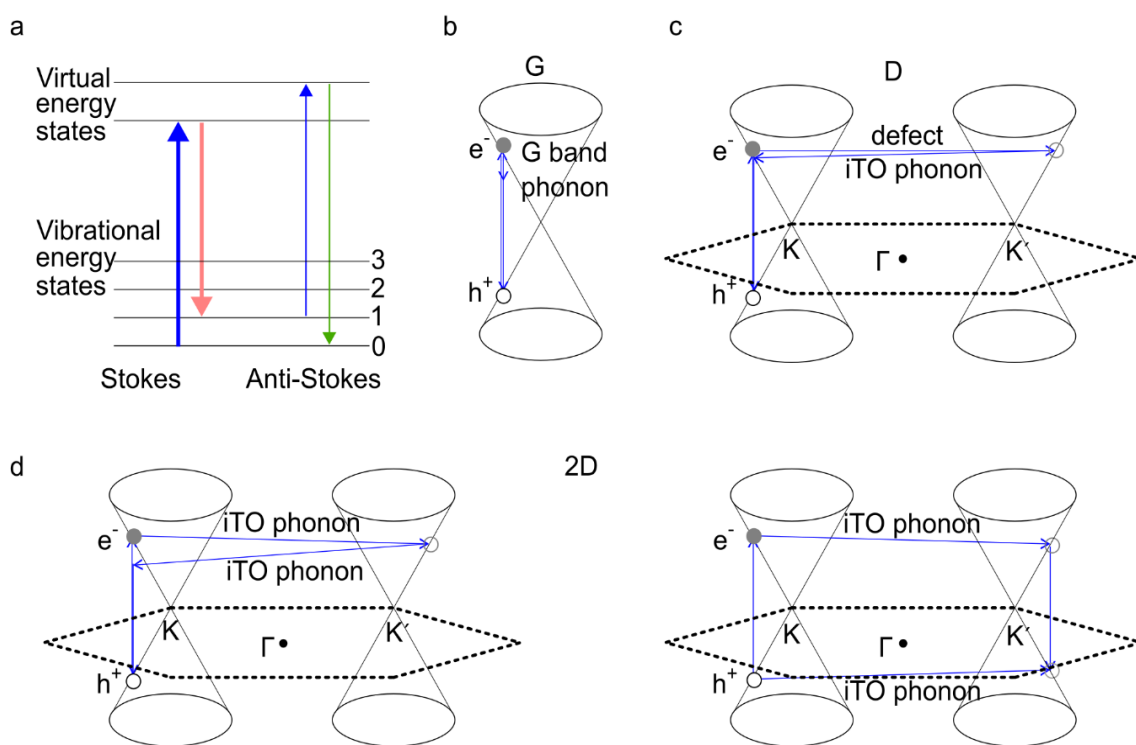 a
Virtual
energy
states
Vibrational
energy
states
3
2
1
0
Stokes
Anti-Stokes
b
G
e-
G band
phonon
h+
c
D
e-
defect
iTO phonon
K
Γ
K′
h+
d
e-
iTO phonon
iTO phonon
K
Γ
K′
h+
2D
e-
iTO phonon
K
Γ
K′
h+
iTO phonon